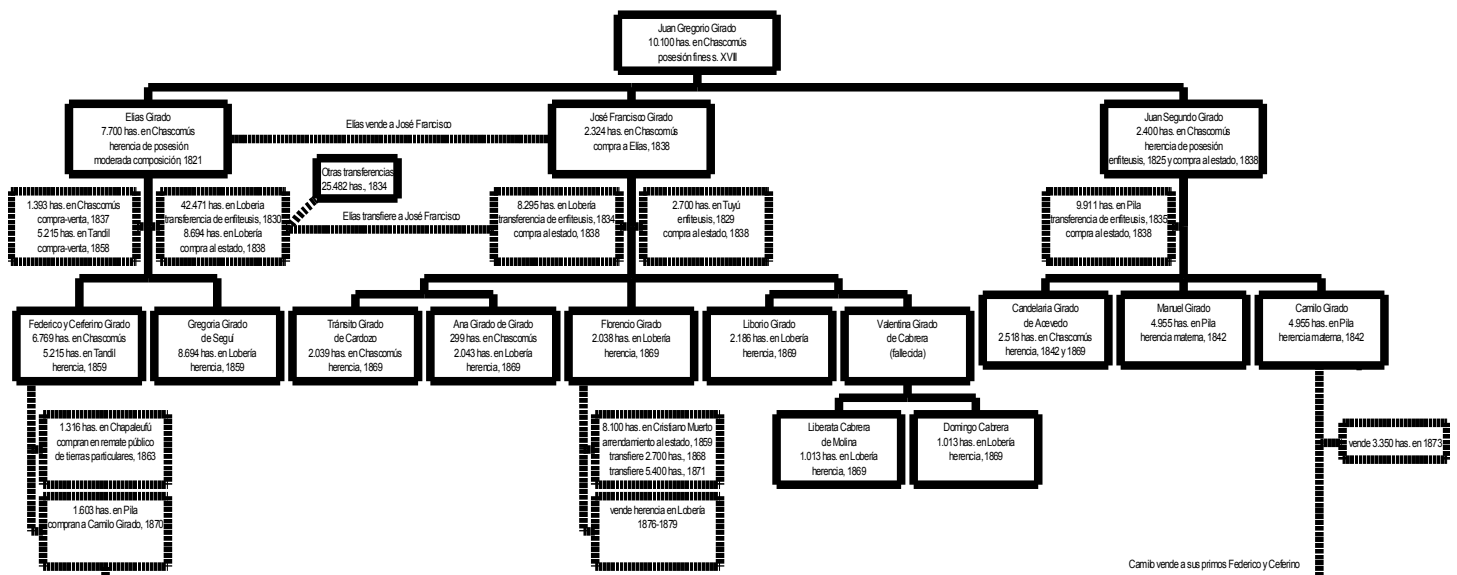 Juan Gregorio Girado
10.100 has. en Chascomús
posesión fines s. XVIII
Elías Girado
7.700 has. en Chascomús
herencia de posesión
moderada composición, 1821
Elías vende a José Francisco
José Francisco Girado
2.324 has. en Chascomús
compra a Elías, 1838
Juan Segundo Girado
2.400 has. en Chascomús
herencia de posesión
enfiteusis, 1825 y compra al estado, 1838
Otras transferencias
25.482 has., 1834
1.393 has. en Chascomús
compra-venta, 1837
5.215 has. en Tandil
compra-venta, 1858
42.471 has. en Lobería
transferencia de enfiteusis, 1830
8.694 has. en Lobería
compra al estado, 1838
Elías transfiere a José Francisco
8.295 has. en Lobería
transferencia de enfiteusis, 1834
compra al estado, 1838
2.700 has. en Tuyú
enfiteusis, 1829
compra al estado, 1838
9.911 has. en Pila
transferencia de enfiteusis, 1835
compra al estado, 1838
Federico y Ceferino Girado
6.769 has. en Chascomús
5.215 has. en Tandil
herencia, 1859
Gregoria Girado
de Seguí
8.694 has. en Lobería
herencia, 1859
Tránsito Girado
de Cardozo
2.039 has. en Chascomús
herencia, 1869
Ana Girado de Girado
299 has. en Chascomús
2.043 has. en Lobería
herencia, 1869
Florencio Girado
2.038 has. en Lobería
herencia, 1869
Liborio Girado
2.186 has. en Lobería
herencia, 1869
Valentina Girado
de Cabrera
(fallecida)
Candelaria Girado
de Acevedo
2.518 has. en Chascomús
herencia, 1842 y 1869
Manuel Girado
4.955 has. en Pila
herencia materna, 1842
Camilo Girado
4.955 has. en Pila
herencia materna, 1842
1.316 has. en Chapaleufú
compran en remate público
de tierras particulares, 1863
8.100 has. en Cristiano Muerto
arrendamiento al estado, 1859
transfiere 2.700 has., 1868
transfiere 5.400 has., 1871
Liberata Cabrera
de Molina
1.013 has. en Lobería
herencia, 1869
Domingo Cabrera
1.013 has. en Lobería
herencia, 1869
vende 3.350 has. en 1873
1.603 has. en Pila
compran a Camilo Girado, 1870
vende herencia en Lobería
1876-1879
Camilo vende a sus primos Federico y Ceferino